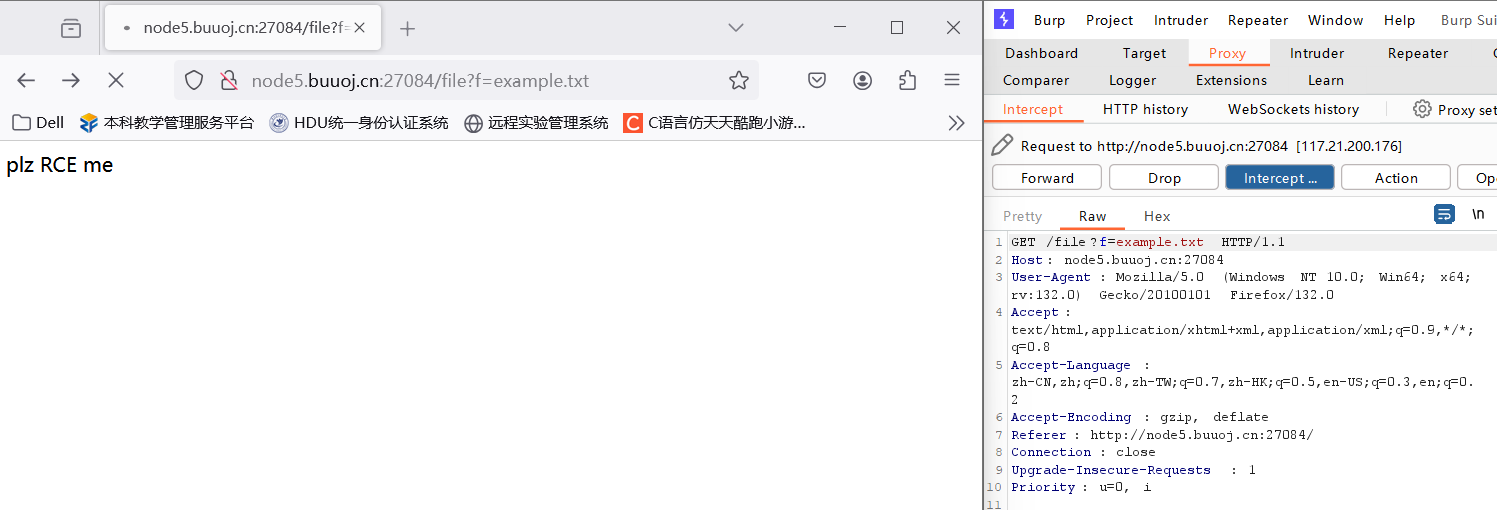 node5.buuoj.cn:27084/file?f=
node5.buuoj.cn:27084/file?f=example.txt
Dell
本科教学管理服务平台
HDU统一身份认证系统
远程实验管理系统
C
C语言仿天天酷跑小游...
plz RCE me
Burp Project Intruder Repeater Window Help Burp Sui
Dashboard Target Proxy Intruder Repeater
Comparer Logger Extensions Learn
Intercept HTTP history WebSockets history Proxy set
Request to http://node5.buuoj.cn:27084 [117.21.200.176]
Forward Drop Intercept ... Action Op
Pretty Raw Hex \n
1 GET /file?f=example.txt HTTP/1.1
2 Host: node5.buuoj.cn:27084
3 User-Agent : Mozilla/5.0 (Windows NT 10.0; Win64; x64;
rv:132.0) Gecko/20100101 Firefox/132.0
4 Accept :
text/html,application/xhtml+xml,application/xml;q=0.9,*/*;
q=0.8
5 Accept-Language :
zh-CN,zh;q=0.8,zh-TW;q=0.7,zh-HK;q=0.5,en-US;q=0.3,en;q=0.
2
6 Accept-Encoding : gzip, deflate
7 Referer : http://node5.buuoj.cn:27084/
8 Connection : close
9 Upgrade-Insecure-Requests : 1
10 Priority : u=0, i
11